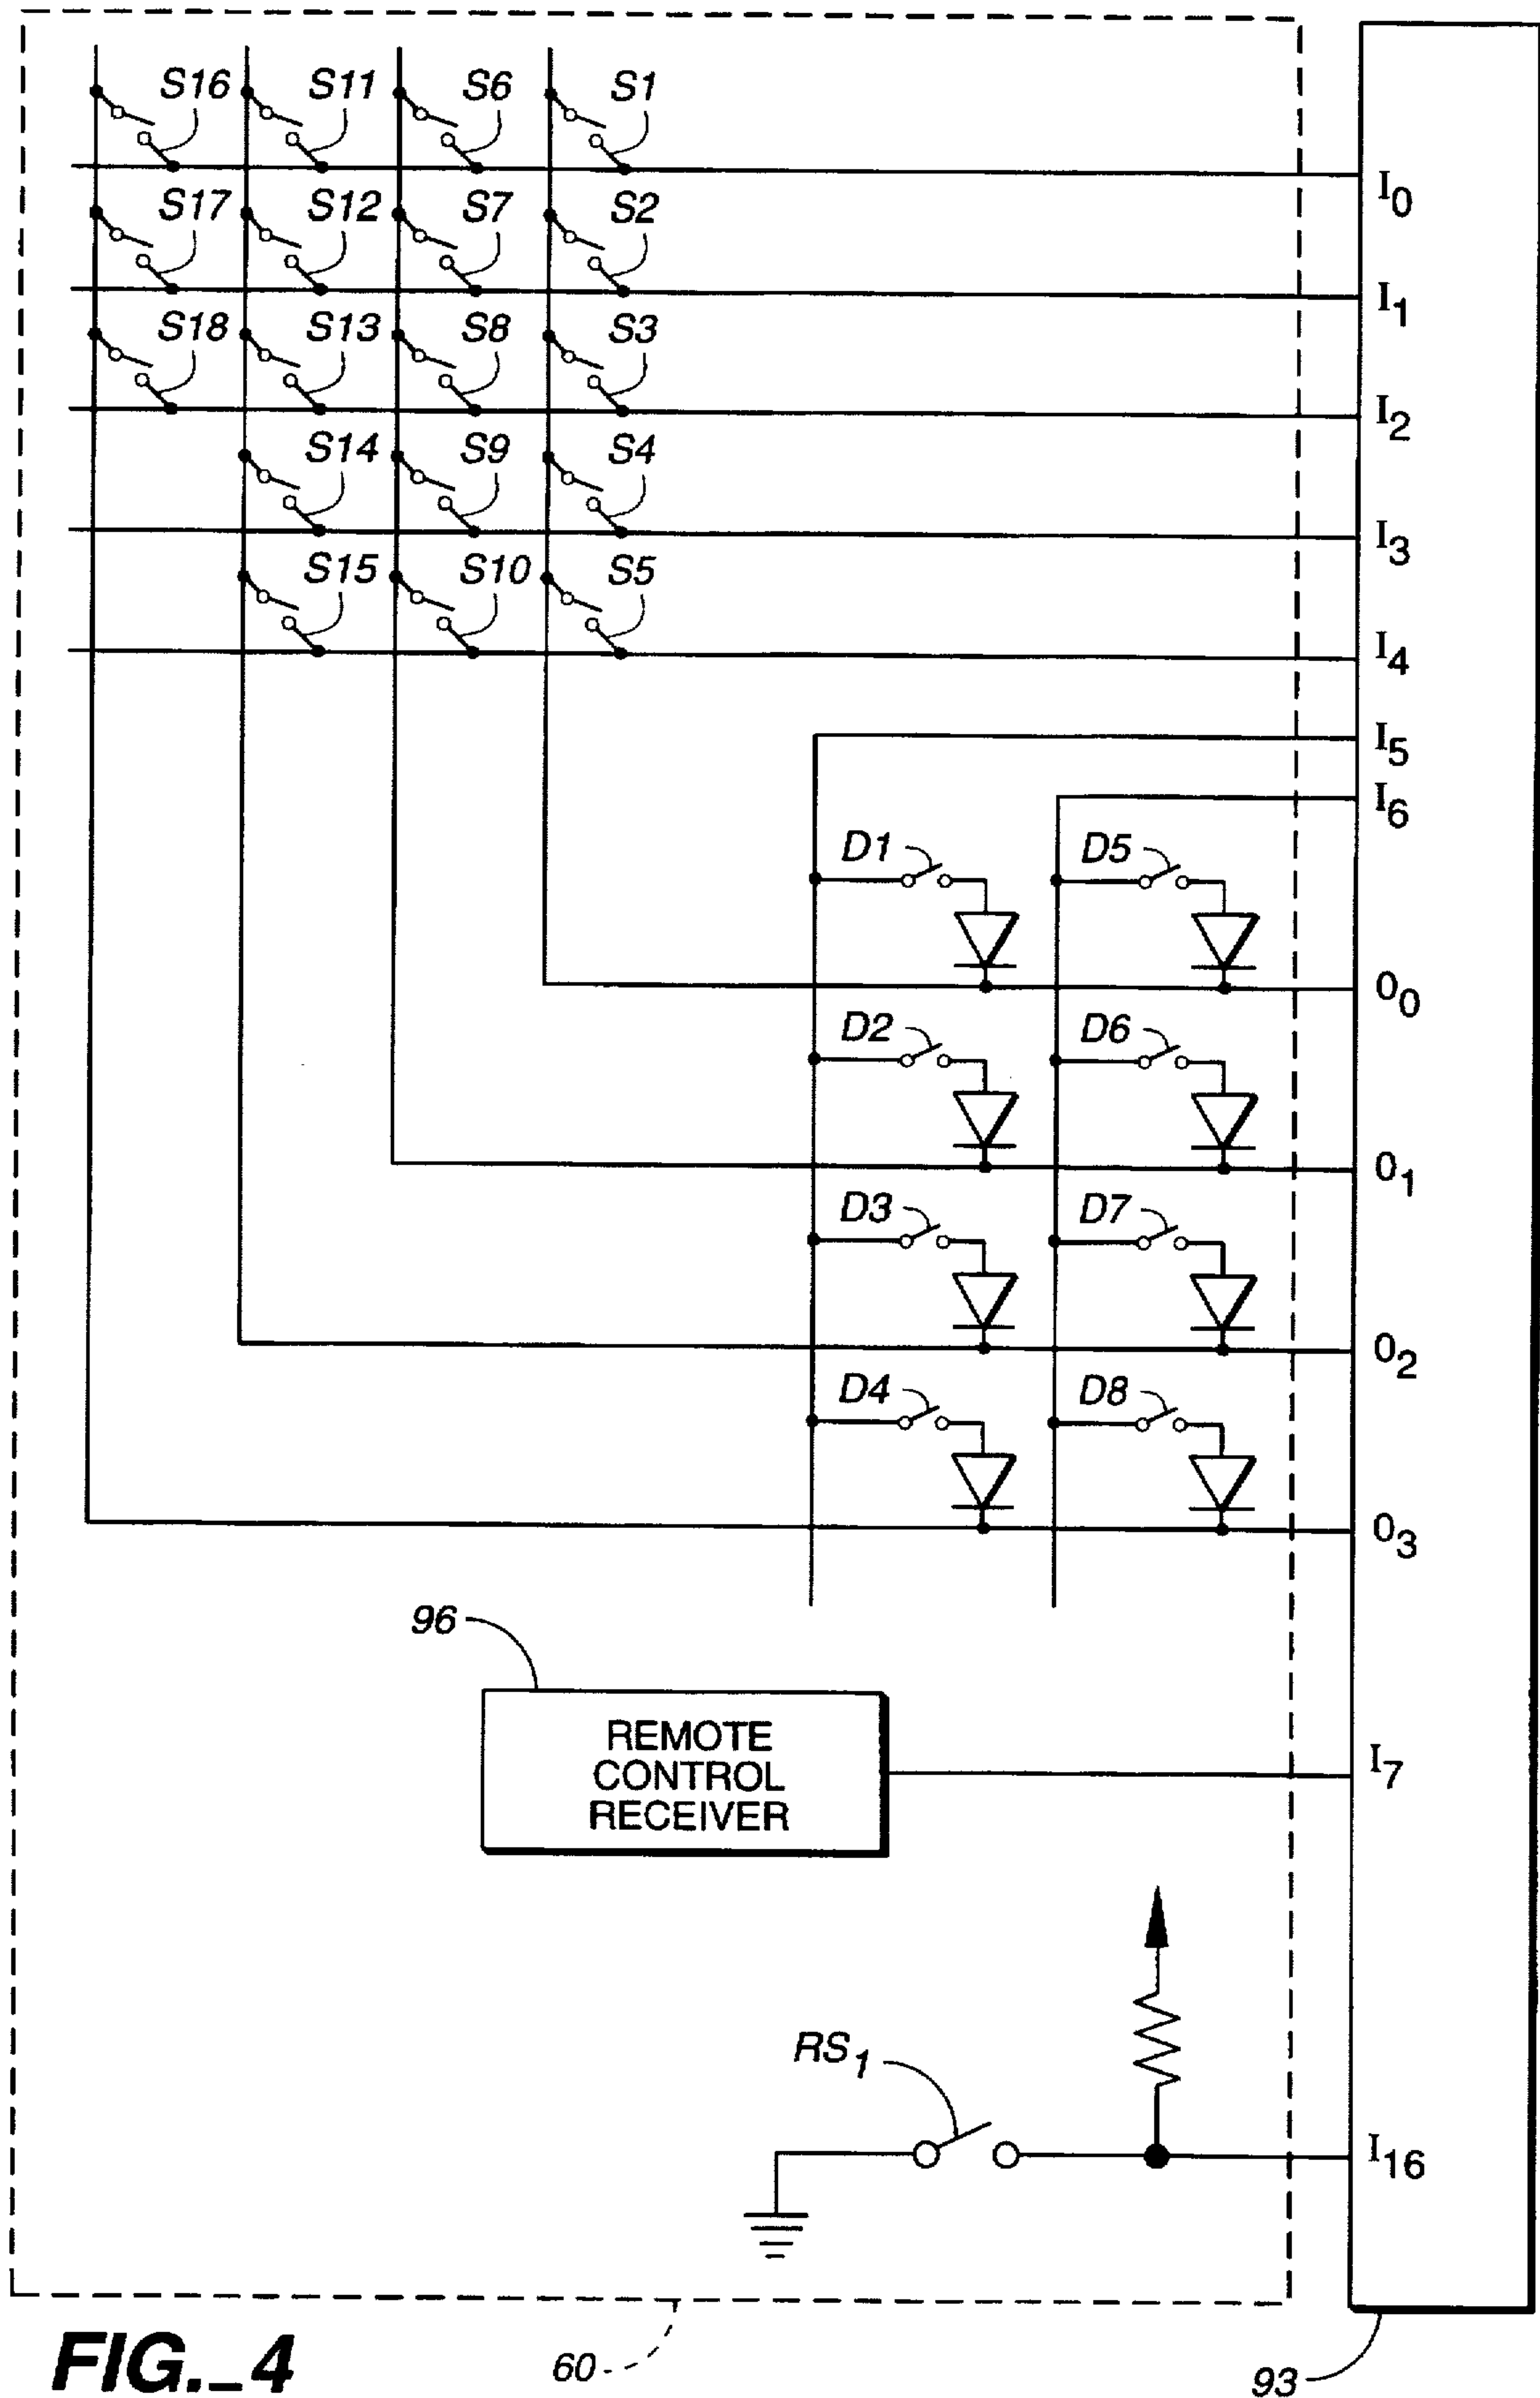 S16 S11 S6 S1
I0
S17 S12 S7 S2
I1
S18 S13 S8 S3
I2
S14 S9 S4
I3
S15 S10 S5
I4
I5
I6
D1 D5
00
D2 D6
01
D3 D7
02
D4 D8
03
96
REMOTE
CONTROL
RECEIVER
I7
RS1
I16
FIG._4
60
93